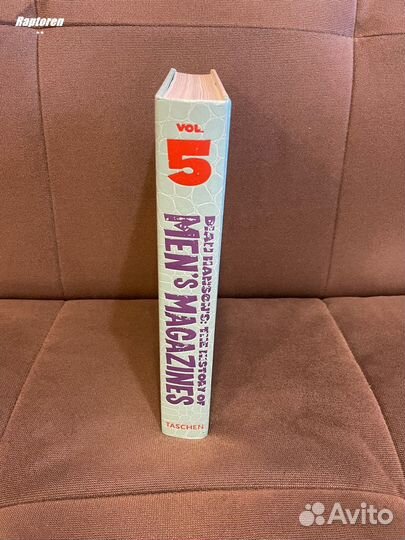 Raptoren
VOL.
5
DIAN HANSON'S: THE HISTORY OF
MEN'S MAGAZINES
TASCHEN
Avito